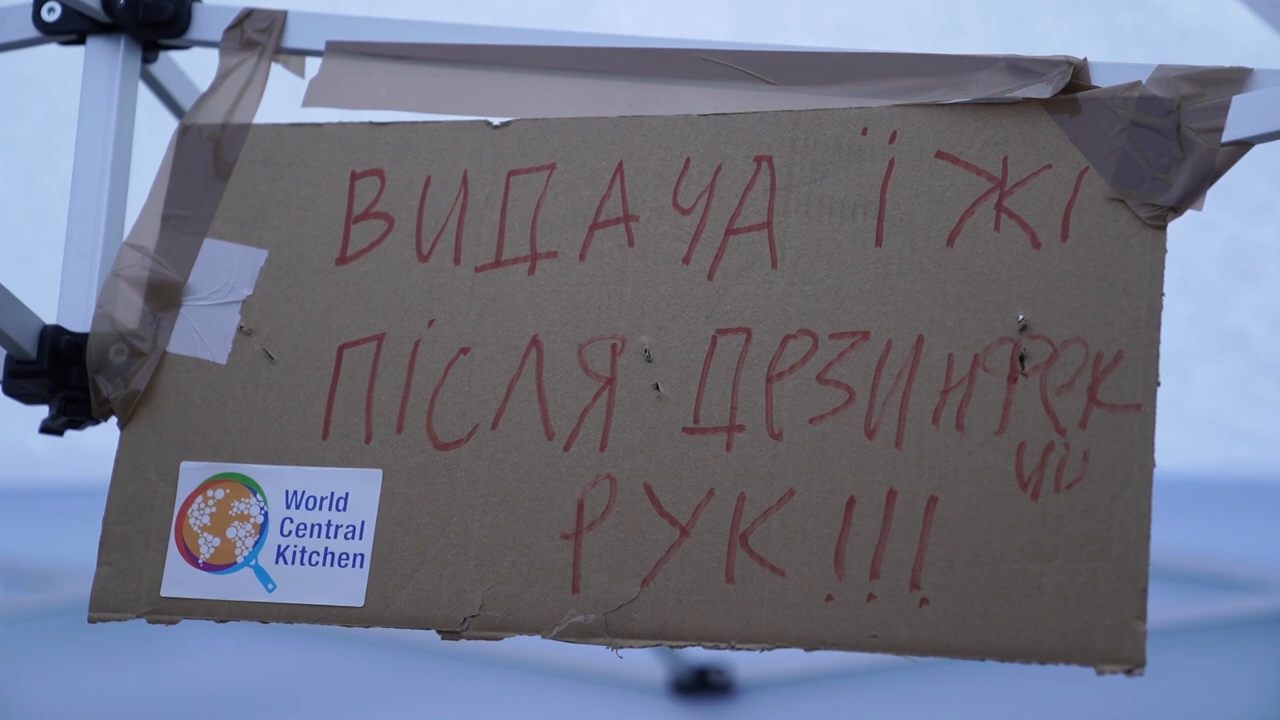 ВИДАЧА ЇЖІ
ПІСЛЯ ДЕЗИНФЕК
ЦІЇ
РУК!!!
World
Central
Kitchen